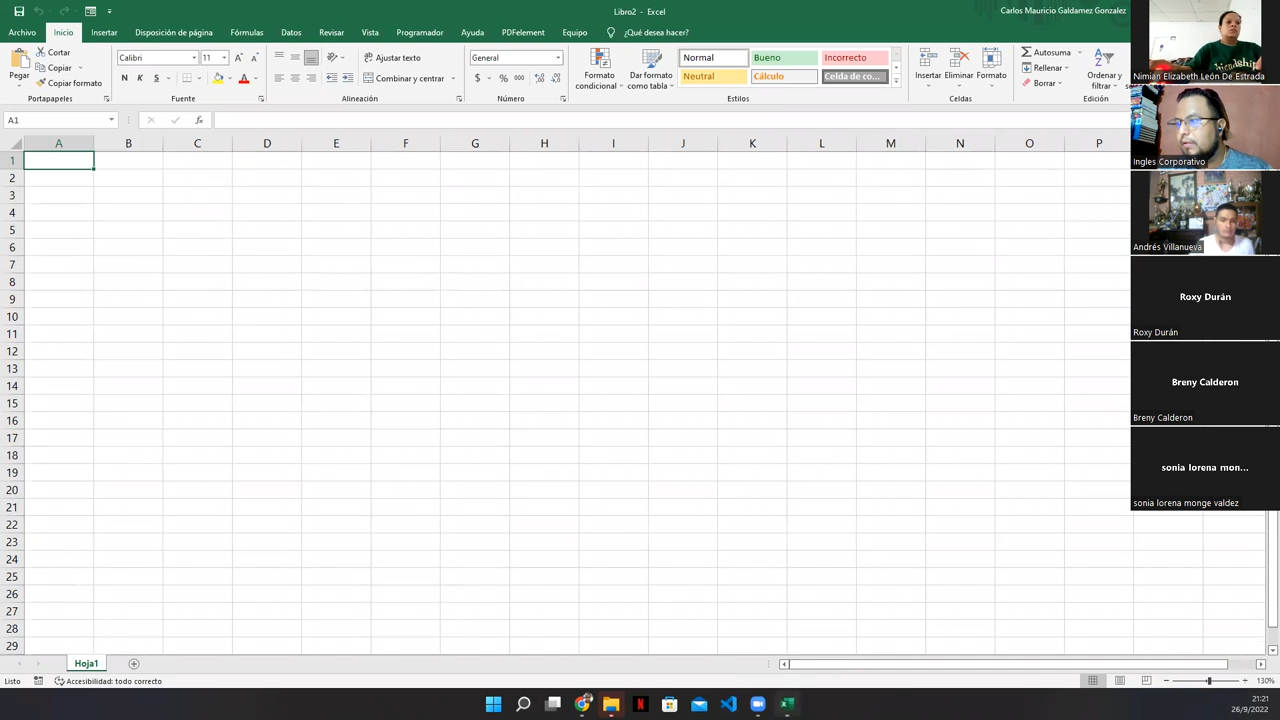 Libro2 - Excel
Carlos Mauricio Galdamez Gonzalez
Archivo Inicio Insertar Disposición de página Fórmulas Datos Revisar Vista Programador Ayuda PDFelement Equipo ¿Qué desea hacer?
Pegar
Cortar
Copiar
Copiar formato
Portapapeles
Calibri 11
N K S
Fuente
Ajustar texto
Combinar y centrar
Alineación
General
$ % 000
Número
Formato condicional
Dar formato como tabla
Normal Bueno Incorrecto
Neutral Cálculo Celda de co...
Estilos
Insertar Eliminar Formato
Celdas
Autosuma
Rellenar
Borrar
Ordenar y filtrar
Edición
A1
fx
A B C D E F G H I J K L M N O P
1
2
3
4
5
6
7
8
9
10
11
12
13
14
15
16
17
18
19
20
21
22
23
24
25
26
27
28
29
Nimian Elizabeth León De Estrada
Ingles Corporativo
Andrés Villanueva
Roxy Durán
Roxy Durán
Breny Calderon
Breny Calderon
sonia lorena mon...
sonia lorena monge valdez
Hoja1
Listo Accesibilidad: todo correcto
130%
21:21
26/9/2022